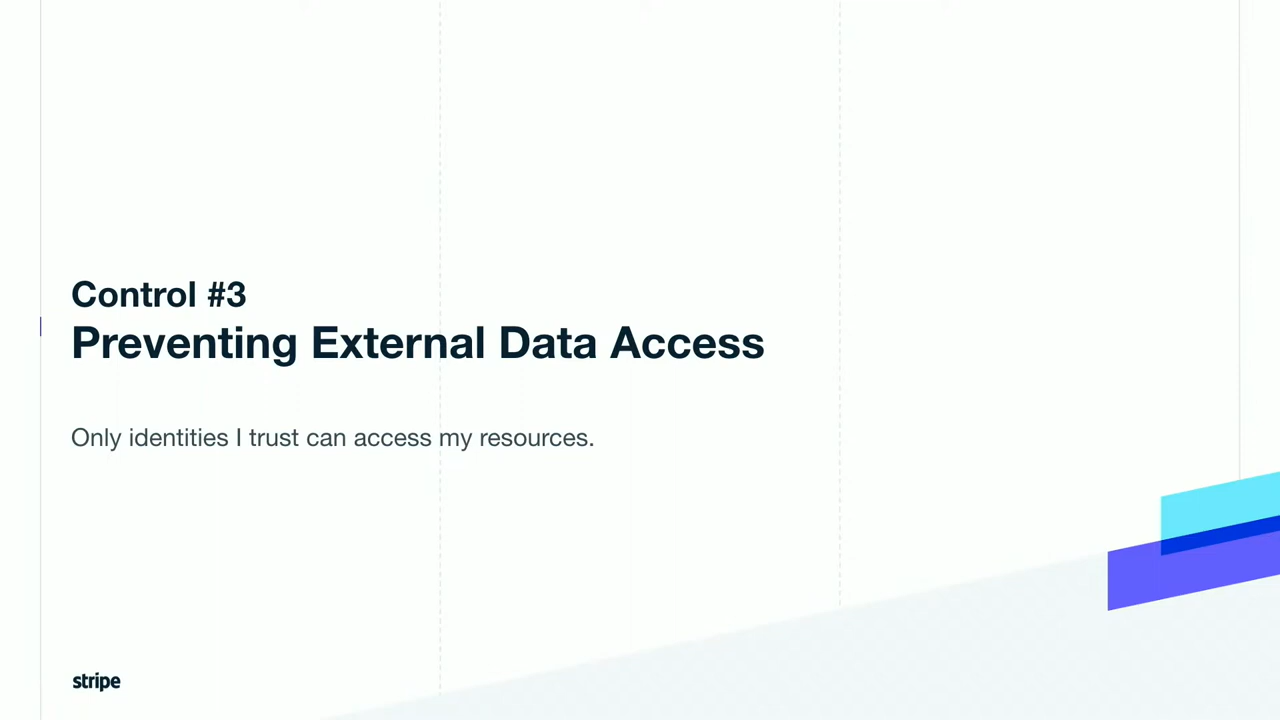 Control #3
Preventing External Data Access
Only identities I trust can access my resources.
stripe